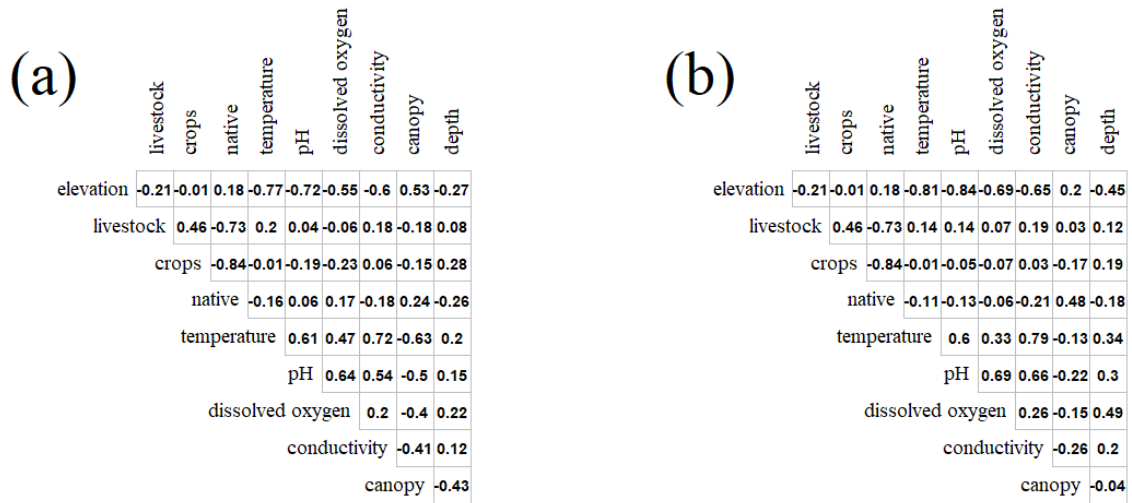 (a)
livestock
crops
native
temperature
pH
dissolved oxygen
conductivity
canopy
depth
elevation -0.21 -0.01 0.18 -0.77 -0.72 -0.55 -0.6 0.53 -0.27
livestock 0.46 -0.73 0.2 0.04 -0.06 0.18 -0.18 0.08
crops -0.84 -0.01 -0.19 -0.23 0.06 -0.15 0.28
native -0.16 0.06 0.17 -0.18 0.24 -0.26
temperature 0.61 0.47 0.72 -0.63 0.2
pH 0.64 0.54 -0.5 0.15
dissolved oxygen 0.2 -0.4 0.22
conductivity -0.41 0.12
canopy -0.43
(b)
livestock
crops
native
temperature
pH
dissolved oxygen
conductivity
canopy
depth
elevation -0.21 -0.01 0.18 -0.81 -0.84 -0.69 -0.65 0.2 -0.45
livestock 0.46 -0.73 0.14 0.14 0.07 0.19 0.03 0.12
crops -0.84 -0.01 -0.05 -0.07 0.03 -0.17 0.19
native -0.11 -0.13 -0.06 -0.21 0.48 -0.18
temperature 0.6 0.33 0.79 -0.13 0.34
pH 0.69 0.66 -0.22 0.3
dissolved oxygen 0.26 -0.15 0.49
conductivity -0.26 0.2
canopy -0.04